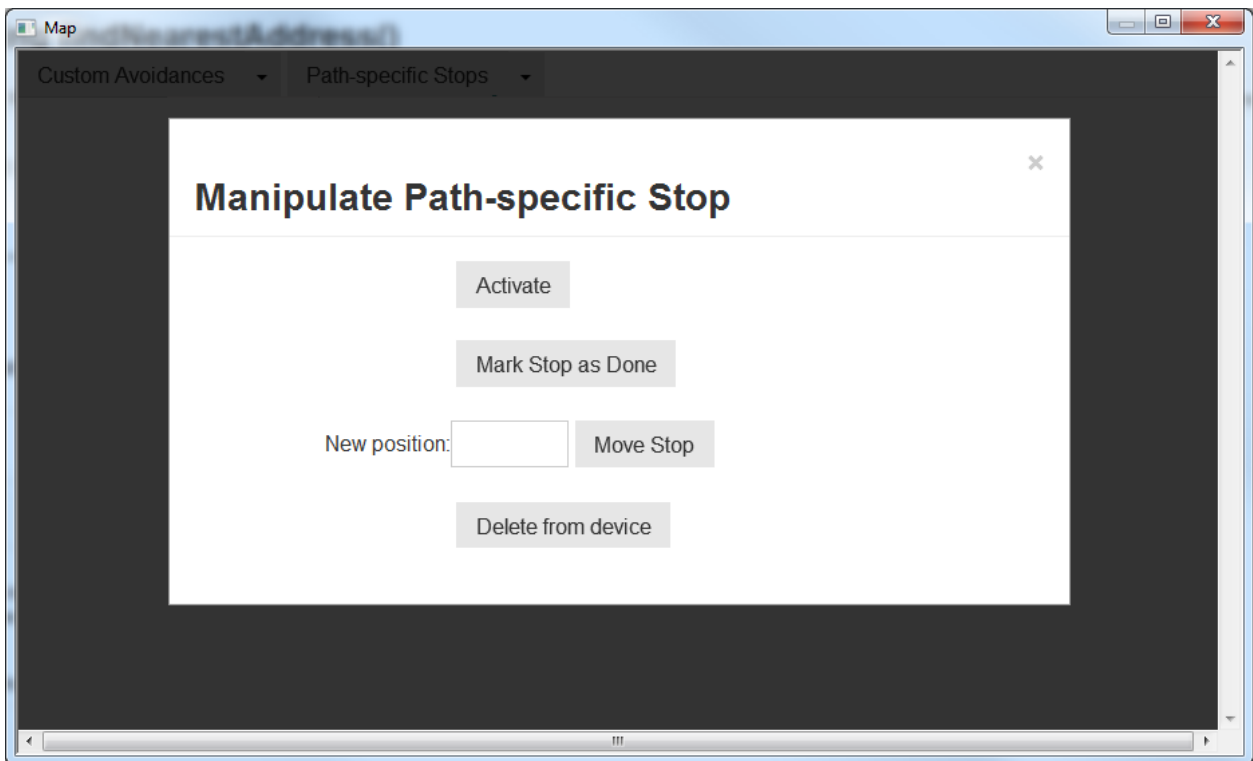 Map
Custom Avoidances
Path-specific Stops
×
Manipulate Path-specific Stop
Activate
Mark Stop as Done
New position:
Move Stop
Delete from device